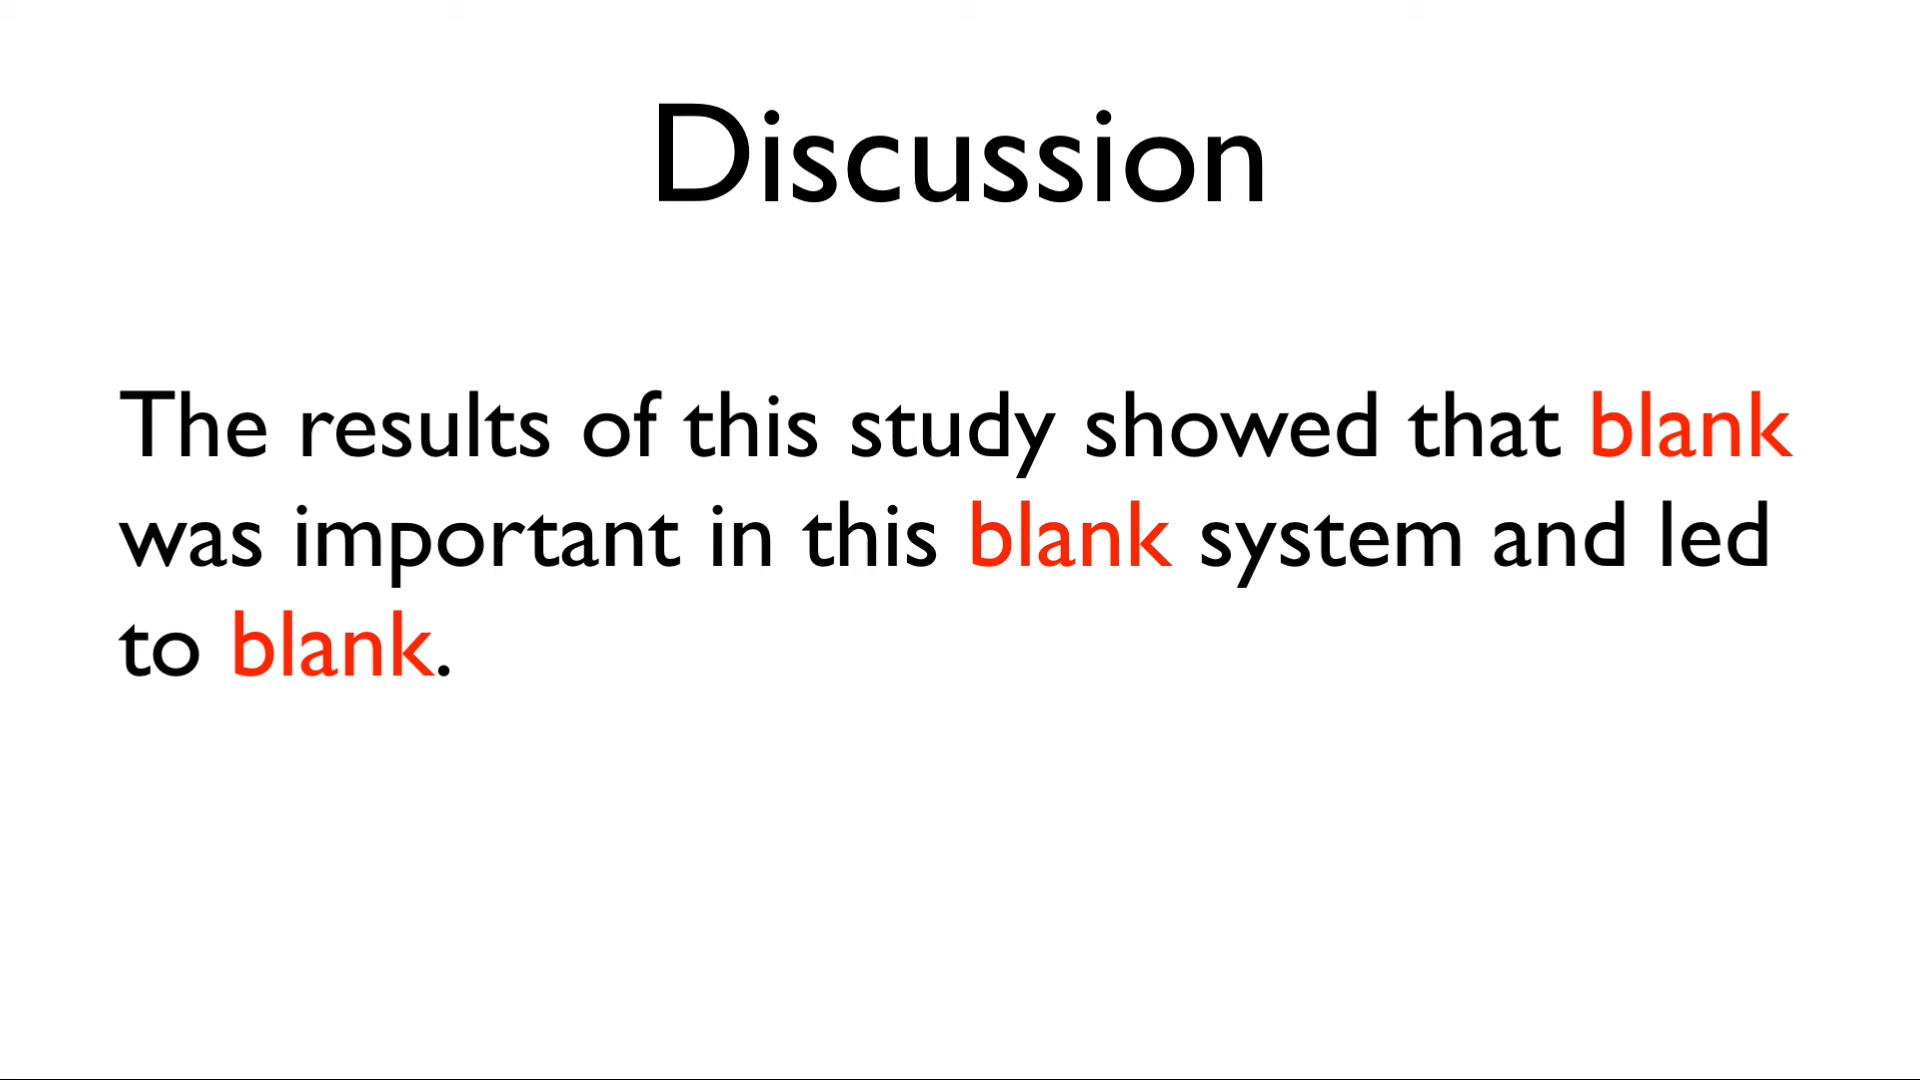 Discussion
The results of this study showed that blank
was important in this blank system and led
to blank.